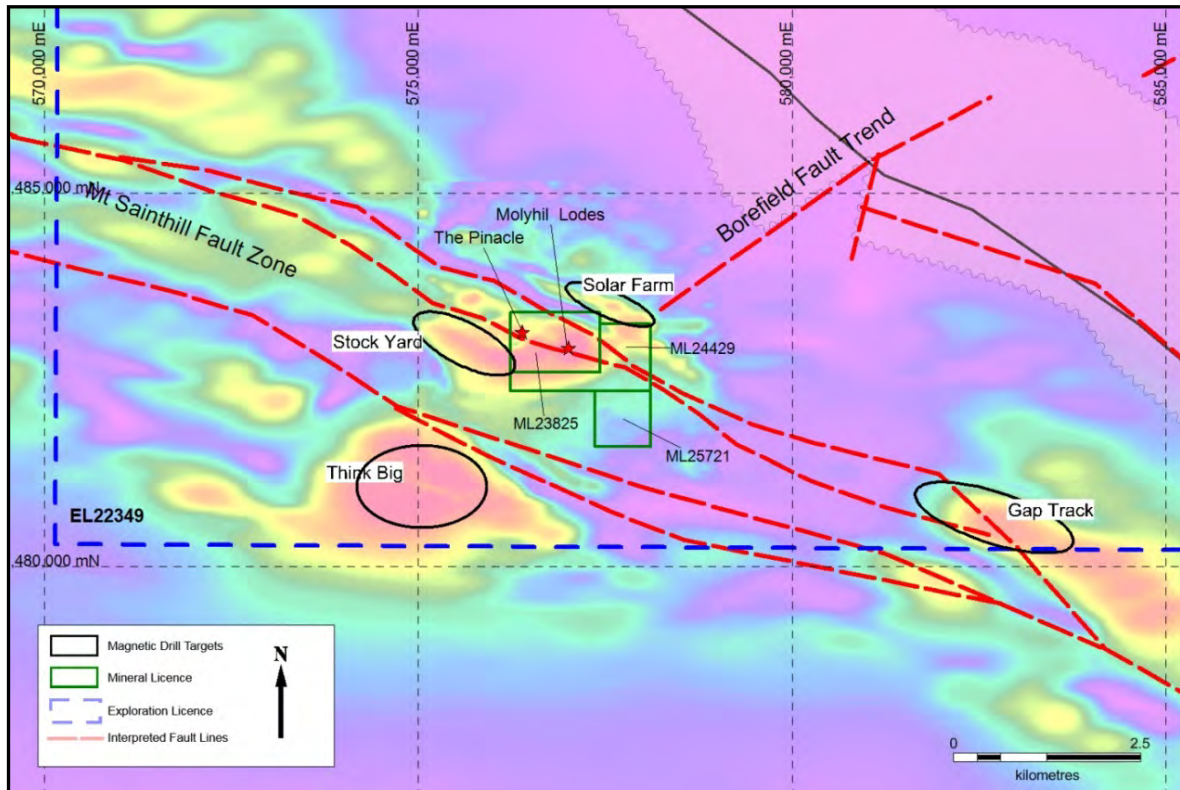 570,000 mE
575,000 mE
580,000 mE
585,000 mE
485,000 mN
Mt Sainthill Fault Zone
Borefield Fault Trend
Molyhil Lodes
The Pinacle
Solar Farm
Stock Yard
ML24429
ML23825
ML25721
Think Big
Gap Track
EL22349
480,000 mN
Magnetic Drill Targets
Mineral Licence
Exploration Licence
Interpreted Fault Lines
N
0 2.5
kilometres